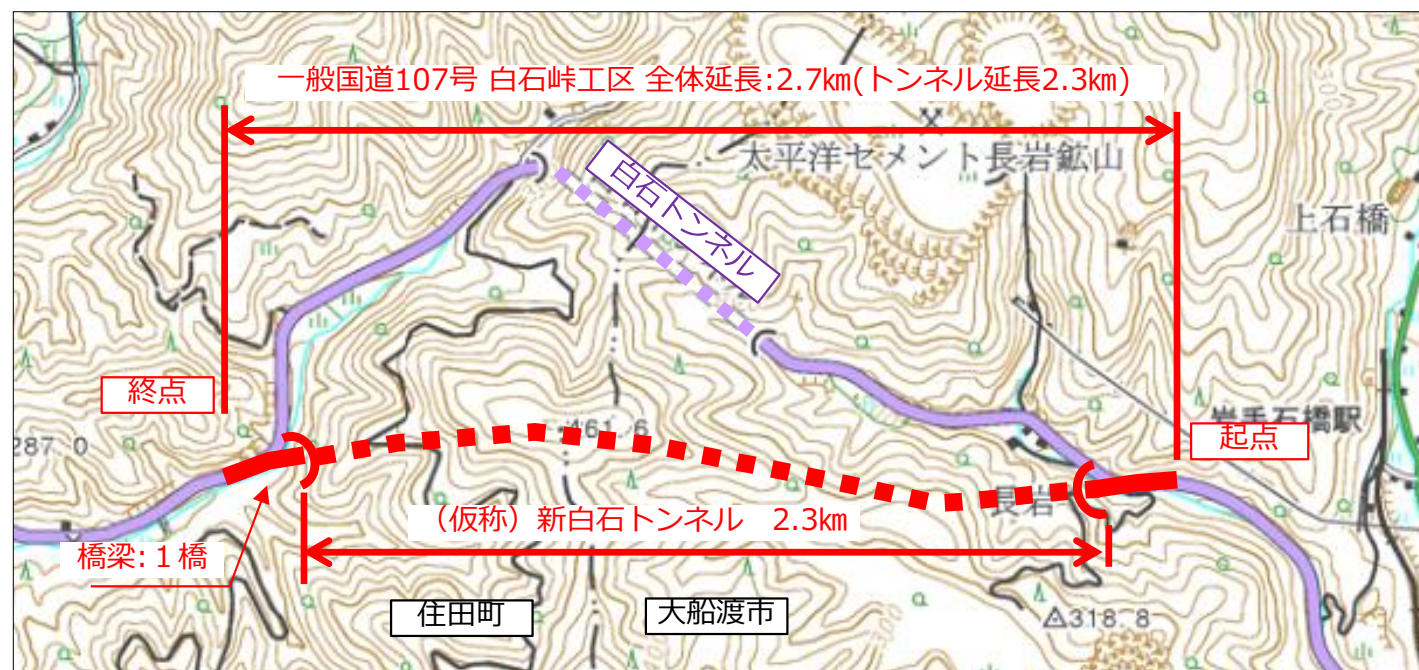 一般国道107号 白石峠工区 全体延長:2.7㎞(トンネル延長2.3㎞)
太平洋セメント長岩鉱山
白石トンネル
上石橋
終点
287.0
461.6
岩手石橋駅
起点
長岩
(仮称)新白石トンネル 2.3㎞
橋梁:1橋
住田町
大船渡市
318.8